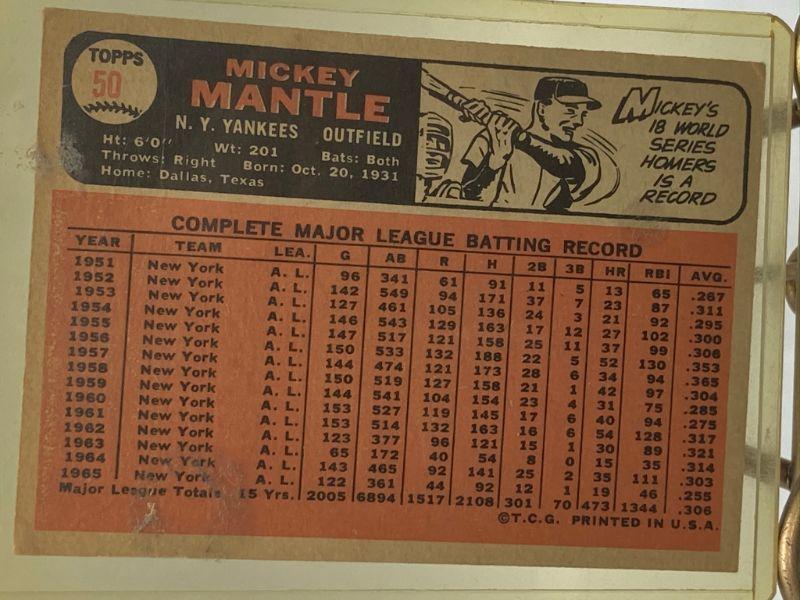 TOPPS
50
MICKEY
MANTLE
N. Y. YANKEES OUTFIELD
Ht: 6'0" Wt: 201 Bats: Both
Throws: Right Born: Oct. 20, 1931
Home: Dallas, Texas
MICKEY'S
18 WORLD
SERIES
HOMERS
IS A
RECORD
COMPLETE MAJOR LEAGUE BATTING RECORD
YEAR TEAM LEA. G AB R H 2B 3B HR RBI AVG.
1951 New York A. L. 96 341 61 91 11 5 13 65 .267
1952 New York A. L. 142 549 94 171 37 7 23 87 .311
1953 New York A. L. 127 461 105 136 24 3 21 92 .295
1954 New York A. L. 146 543 129 163 17 12 27 102 .300
1955 New York A. L. 147 517 121 158 25 11 37 99 .306
1956 New York A. L. 150 533 132 188 22 5 52 130 .353
1957 New York A. L. 144 474 121 173 28 6 34 94 .365
1958 New York A. L. 150 519 127 158 21 1 42 97 .304
1959 New York A. L. 144 541 104 154 23 4 31 75 .285
1960 New York A. L. 153 527 119 145 17 6 40 94 .275
1961 New York A. L. 153 514 132 163 16 6 54 128 .317
1962 New York A. L. 123 377 96 121 15 1 30 89 .321
1963 New York A. L. 65 172 40 54 8 0 15 35 .314
1964 New York A. L. 143 465 92 141 25 2 35 111 .303
1965 New York A. L. 122 361 44 92 12 1 19 46 .255
Major League Totals 15 Yrs. 2005 6894 1517 2108 301 70 473 1344 .306
©T.C.G. PRINTED IN U.S.A.